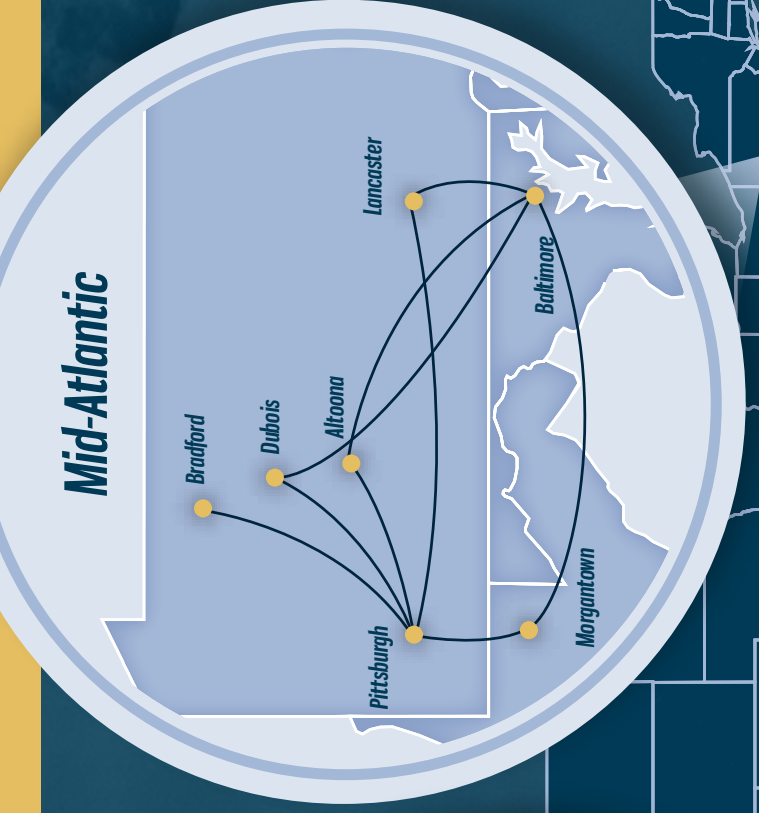 Mid-Atlantic
Bradford
Dubois
Altoona
Lancaster
Pittsburgh
Baltimore
Morgantown